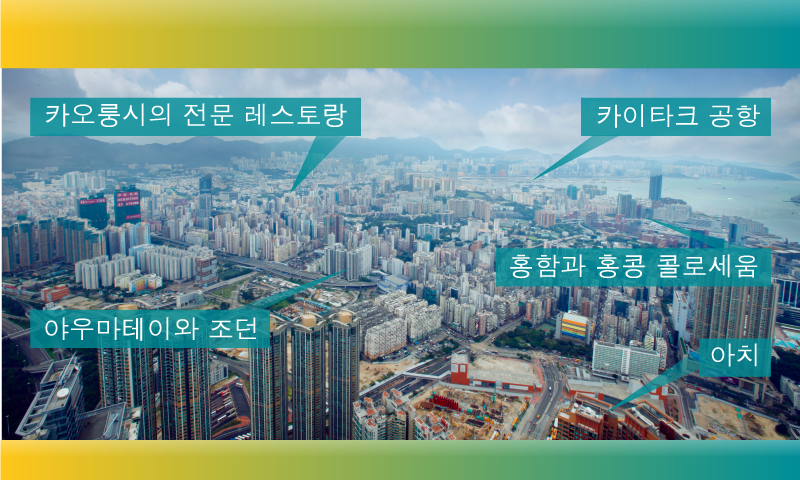 카오룽시의 전문 레스토랑
카이타크 공항
홍함과 홍콩 콜로세움
야우마테이와 조던
아치